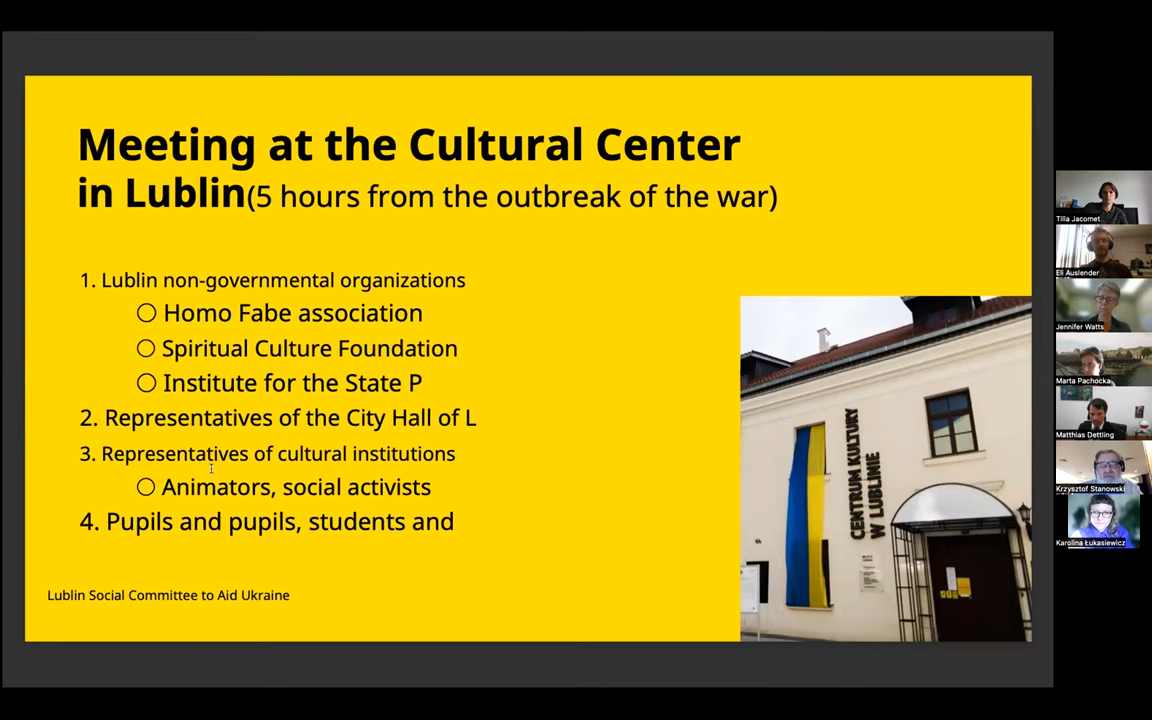 Meeting at the Cultural Center
in Lublin(5 hours from the outbreak of the war)
1. Lublin non-governmental organizations
○ Homo Fabe association
○ Spiritual Culture Foundation
○ Institute for the State P
2. Representatives of the City Hall of L
3. Representatives of cultural institutions
○ Animators, social activists
4. Pupils and pupils, students and
Lublin Social Committee to Aid Ukraine
CENTRUM KULTURY
W LUBLINIE
Tilla Jacomet
Eli Auslender
Jennifer Watts
Marta Pachocka
Matthias Dettling
Krzysztof Stanowski
Karolina Łukasiewicz